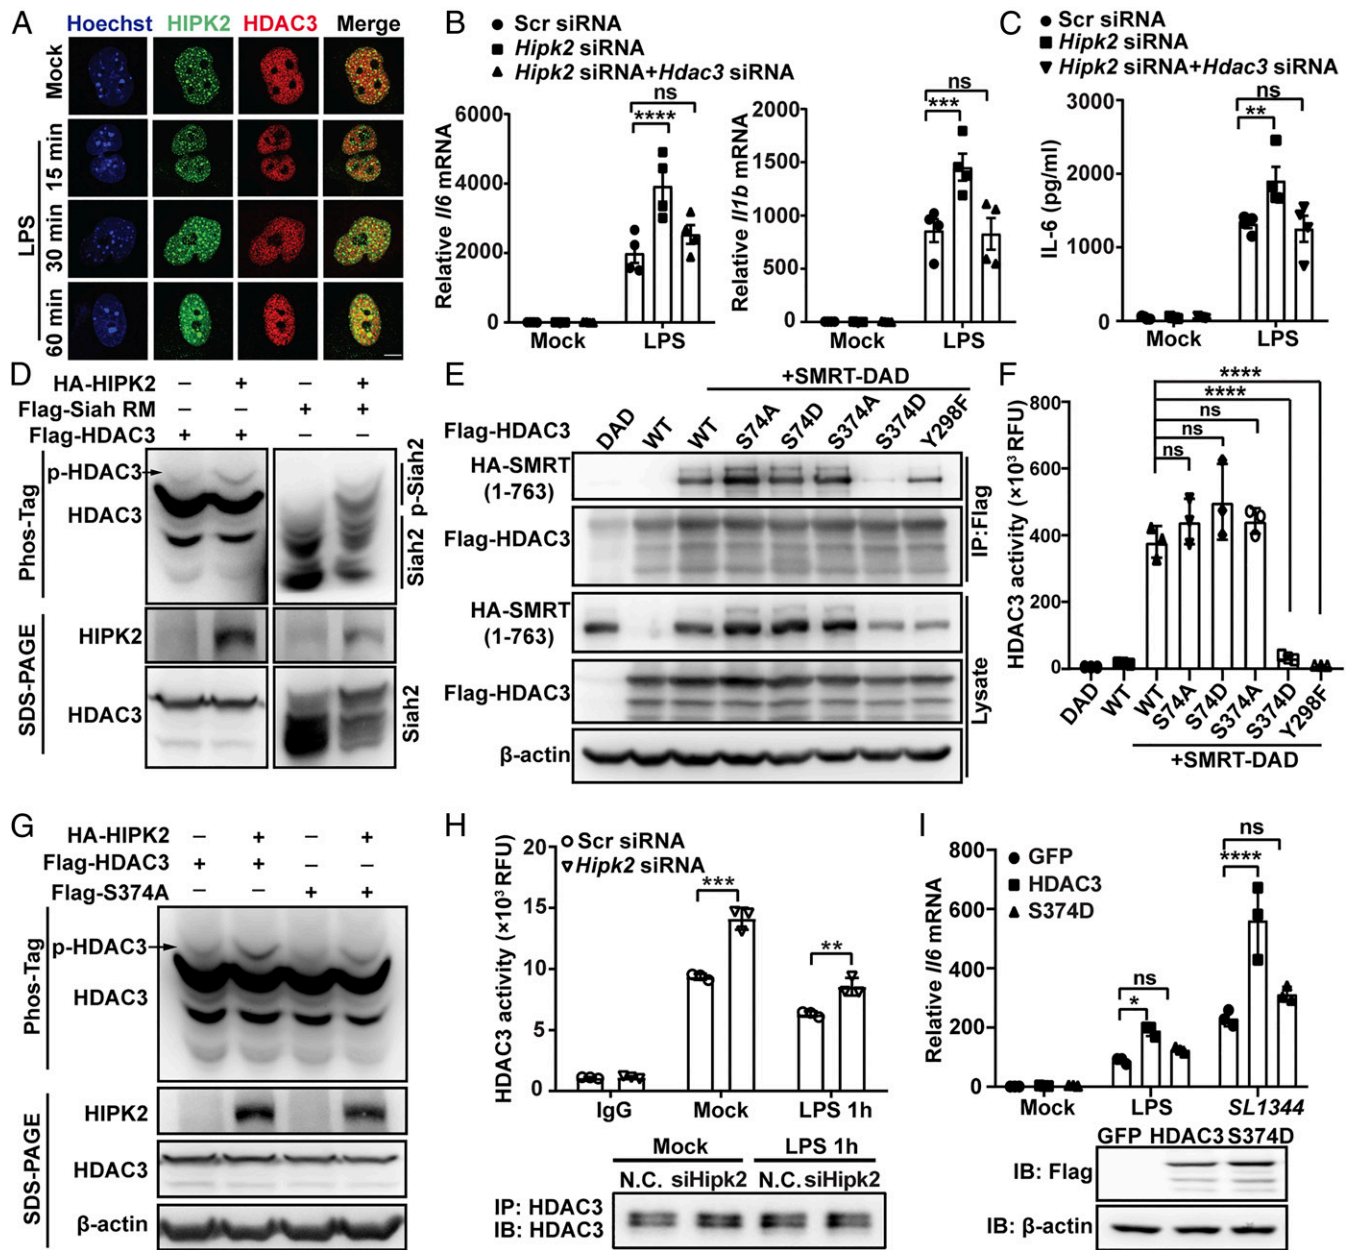 A
Hoechst HIPK2 HDAC3 Merge
Mock
LPS
15 min
30 min
60 min
B
Scr siRNA
Hipk2 siRNA
Hipk2 siRNA+Hdac3 siRNA
Relative Il6 mRNA
6000
4000
2000
0
ns
****
Mock LPS
Relative Il1b mRNA
2000
1500
1000
500
0
ns
***
Mock LPS
C
Scr siRNA
Hipk2 siRNA
Hipk2 siRNA+Hdac3 siRNA
IL-6 (pg/ml)
3000
2000
1000
0
ns
**
Mock LPS
D
HA-HIPK2 – + – +
Flag-Siah RM – – + +
Flag-HDAC3 + + – –
Phos-Tag
p-HDAC3
HDAC3
p-Siah2
Siah2
SDS-PAGE
HIPK2
HDAC3
Siah2
E
+SMRT-DAD
Flag-HDAC3 DAD WT WT S74A S74D S374A S374D Y298F
HA-SMRT
(1-763)
Flag-HDAC3
IP:Flag
HA-SMRT
(1-763)
Flag-HDAC3
β-actin
Lysate
F
HDAC3 activity (×10³ RFU)
800
600
400
200
0
****
****
ns
ns
ns
DAD WT WT S74A S74D S374A S374D Y298F
+SMRT-DAD
G
HA-HIPK2 – + – +
Flag-HDAC3 + + – –
Flag-S374A – – + +
Phos-Tag
p-HDAC3
HDAC3
SDS-PAGE
HIPK2
HDAC3
β-actin
H
Scr siRNA
Hipk2 siRNA
HDAC3 activity (×10³ RFU)
20
15
10
5
0
***
**
IgG Mock LPS 1h
Mock LPS 1h
N.C. siHipk2 N.C. siHipk2
IP: HDAC3
IB: HDAC3
I
GFP
HDAC3
S374D
Relative Il6 mRNA
800
600
400
200
0
ns
*
ns
****
Mock LPS SL1344
GFP HDAC3 S374D
IB: Flag
IB: β-actin